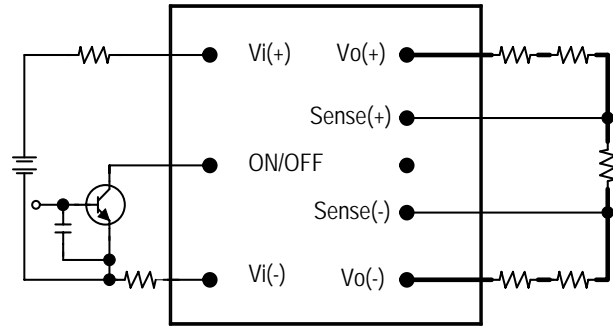 Vi(+) Vo(+)
Sense(+)
ON/OFF
Sense(-)
Vi(-) Vo(-)